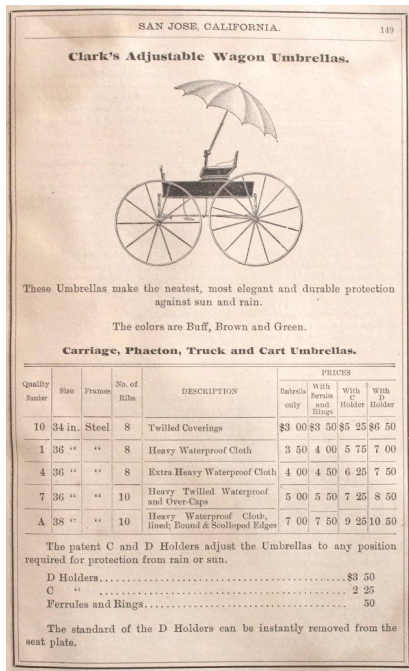 SAN JOSE, CALIFORNIA. 149
Clark's Adjustable Wagon Umbrellas.
These Umbrellas make the neatest, most elegant and durable protection
against sun and rain.
The colors are Buff, Brown and Green.
Carriage, Phaeton, Truck and Cart Umbrellas.
Quality Number Size Frames No. of Ribs DESCRIPTION PRICES
Umbrella only With Ferrules and Rings With C Holder With D Holder
10 34 in. Steel 8 Twilled Coverings $3 00 $3 50 $5 25 $6 50
1 36 " " 8 Heavy Waterproof Cloth 3 50 4 00 5 75 7 00
4 36 " " 8 Extra Heavy Waterproof Cloth 4 00 4 50 6 25 7 50
7 36 " " 10 Heavy Twilled Waterproof
and Over-Caps 5 00 5 50 7 25 8 50
A 38 " " 10 Heavy Waterproof Cloth,
lined; Bound & Scolloped Edges 7 00 7 50 9 25 10 50
The patent C and D Holders adjust the Umbrellas to any position
required for protection from rain or sun.
D Holders........................................$3 50
C " ........................................ 2 25
Ferrules and Rings................................ 50
The standard of the D Holders can be instantly removed from the
seat plate.